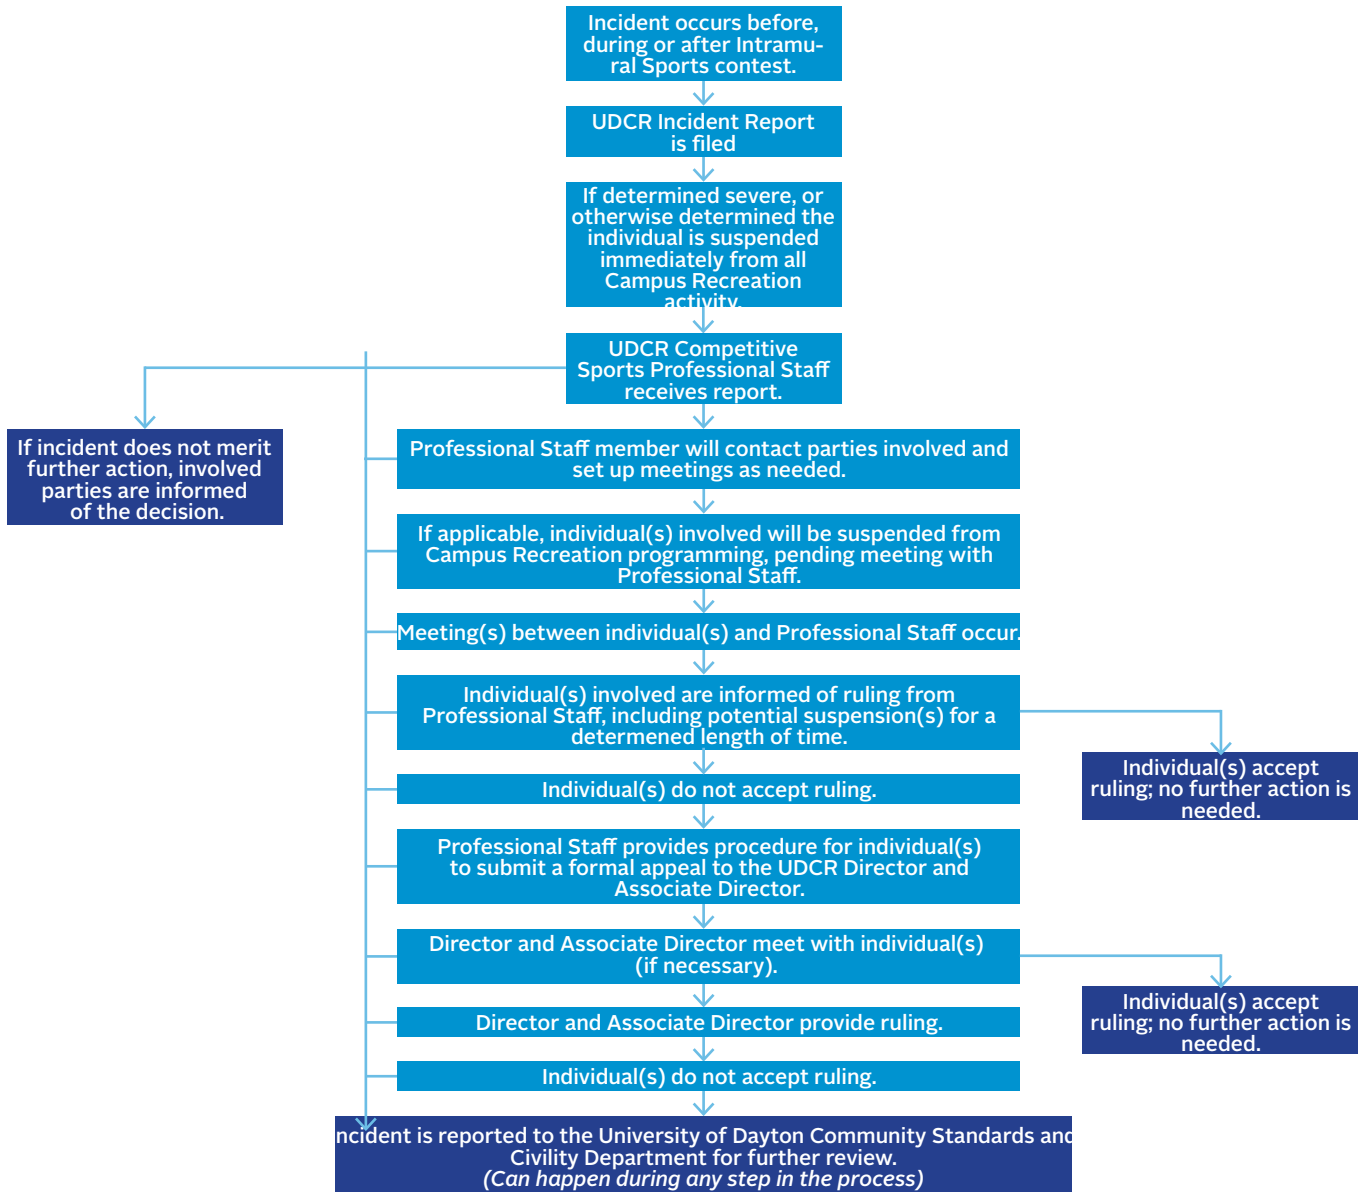 Incident occurs before,
during or after Intramu-
ral Sports contest.
UDCR Incident Report
is filed
If determined severe, or
otherwise determined the
individual is suspended
immediately from all
Campus Recreation
activity.
UDCR Competitive
Sports Professional Staff
receives report.
If incident does not merit
further action, involved
parties are informed
of the decision.
Professional Staff member will contact parties involved and
set up meetings as needed.
If applicable, individual(s) involved will be suspended from
Campus Recreation programming, pending meeting with
Professional Staff.
Meeting(s) between individual(s) and Professional Staff occur.
Individual(s) involved are informed of ruling from
Professional Staff, including potential suspension(s) for a
determened length of time.
Individual(s) accept
ruling; no further action is
needed.
Individual(s) do not accept ruling.
Professional Staff provides procedure for individual(s)
to submit a formal appeal to the UDCR Director and
Associate Director.
Director and Associate Director meet with individual(s)
(if necessary).
Individual(s) accept
ruling; no further action is
needed.
Director and Associate Director provide ruling.
Individual(s) do not accept ruling.
ncident is reported to the University of Dayton Community Standards and
Civility Department for further review.
(Can happen during any step in the process)